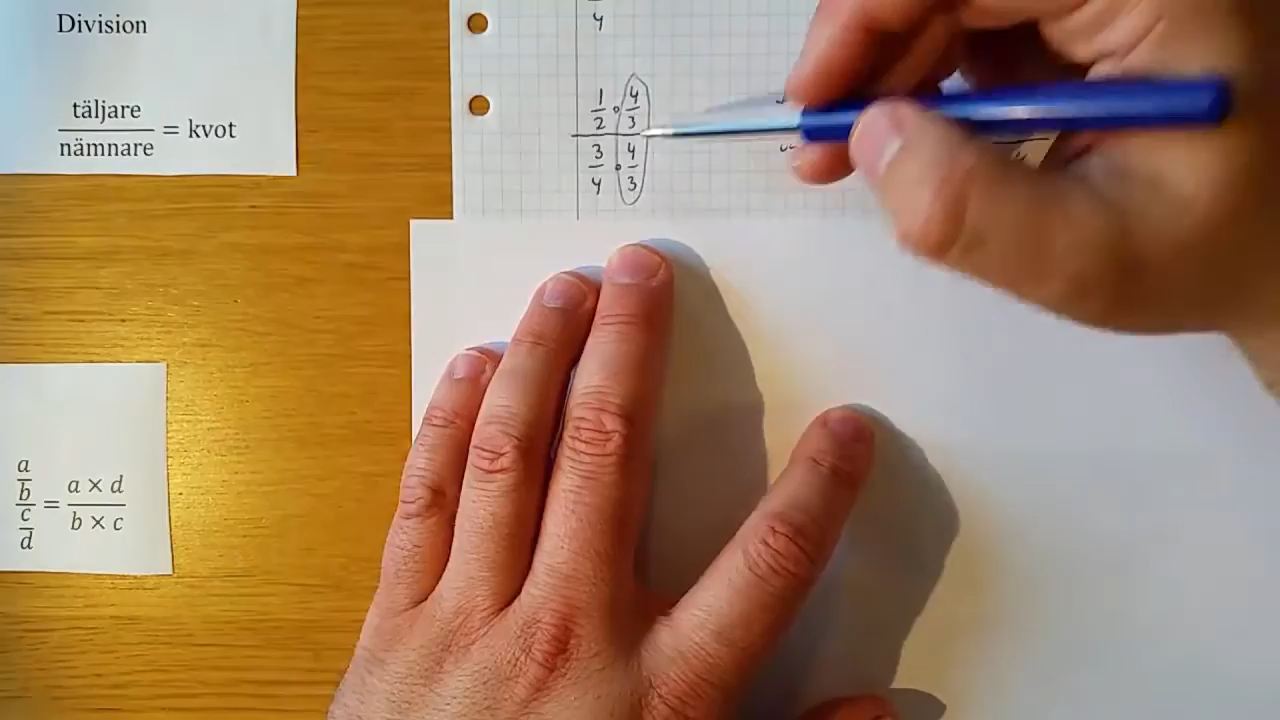 Division
täljare
nämnare
= kvot
4
1 4
2 · 3
3 4
4 · 3
a
b
c
d
= a × d
b × c